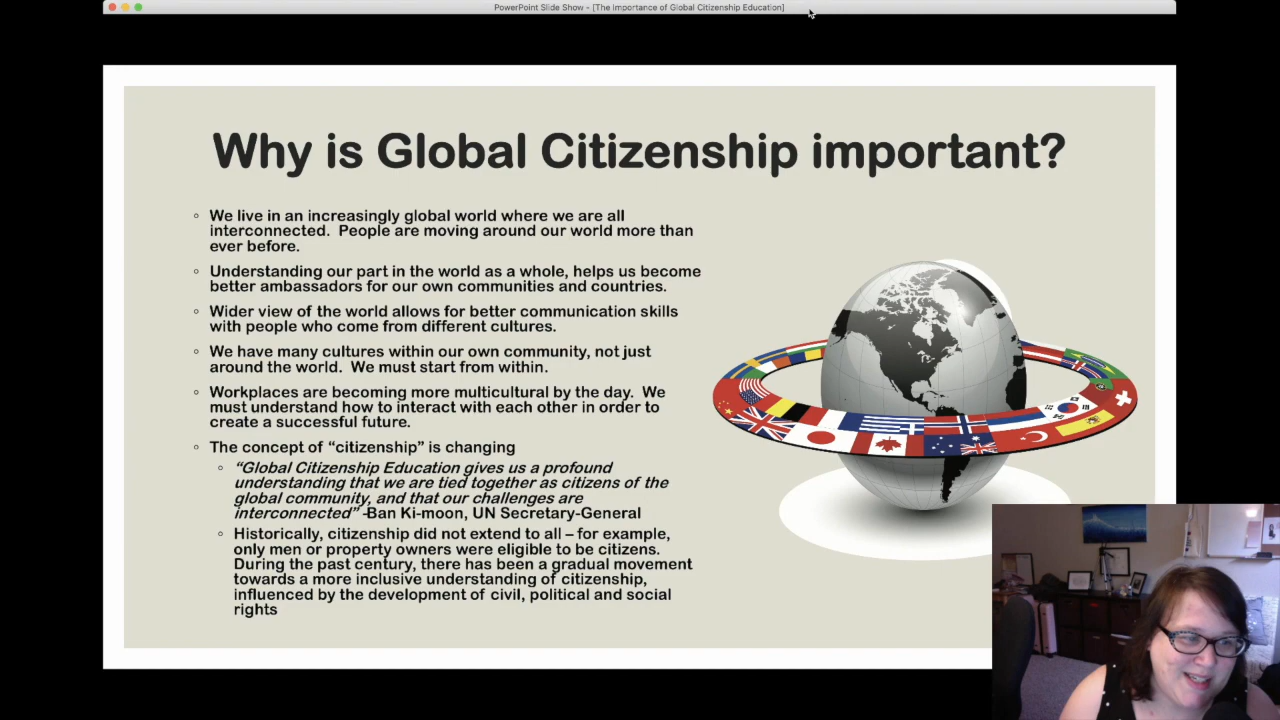 PowerPoint Slide Show - [The Importance of Global Citizenship Education]
Why is Global Citizenship important?
◦ We live in an increasingly global world where we are all
interconnected.  People are moving around our world more than
ever before.
◦ Understanding our part in the world as a whole, helps us become
better ambassadors for our own communities and countries.
◦ Wider view of the world allows for better communication skills
with people who come from different cultures.
◦ We have many cultures within our own community, not just
around the world.  We must start from within.
◦ Workplaces are becoming more multicultural by the day.  We
must understand how to interact with each other in order to
create a successful future.
◦ The concept of “citizenship” is changing
◦ “Global Citizenship Education gives us a profound
understanding that we are tied together as citizens of the
global community, and that our challenges are
interconnected” -Ban Ki-moon, UN Secretary-General
◦ Historically, citizenship did not extend to all – for example,
only men or property owners were eligible to be citizens.
During the past century, there has been a gradual movement
towards a more inclusive understanding of citizenship,
influenced by the development of civil, political and social
rights